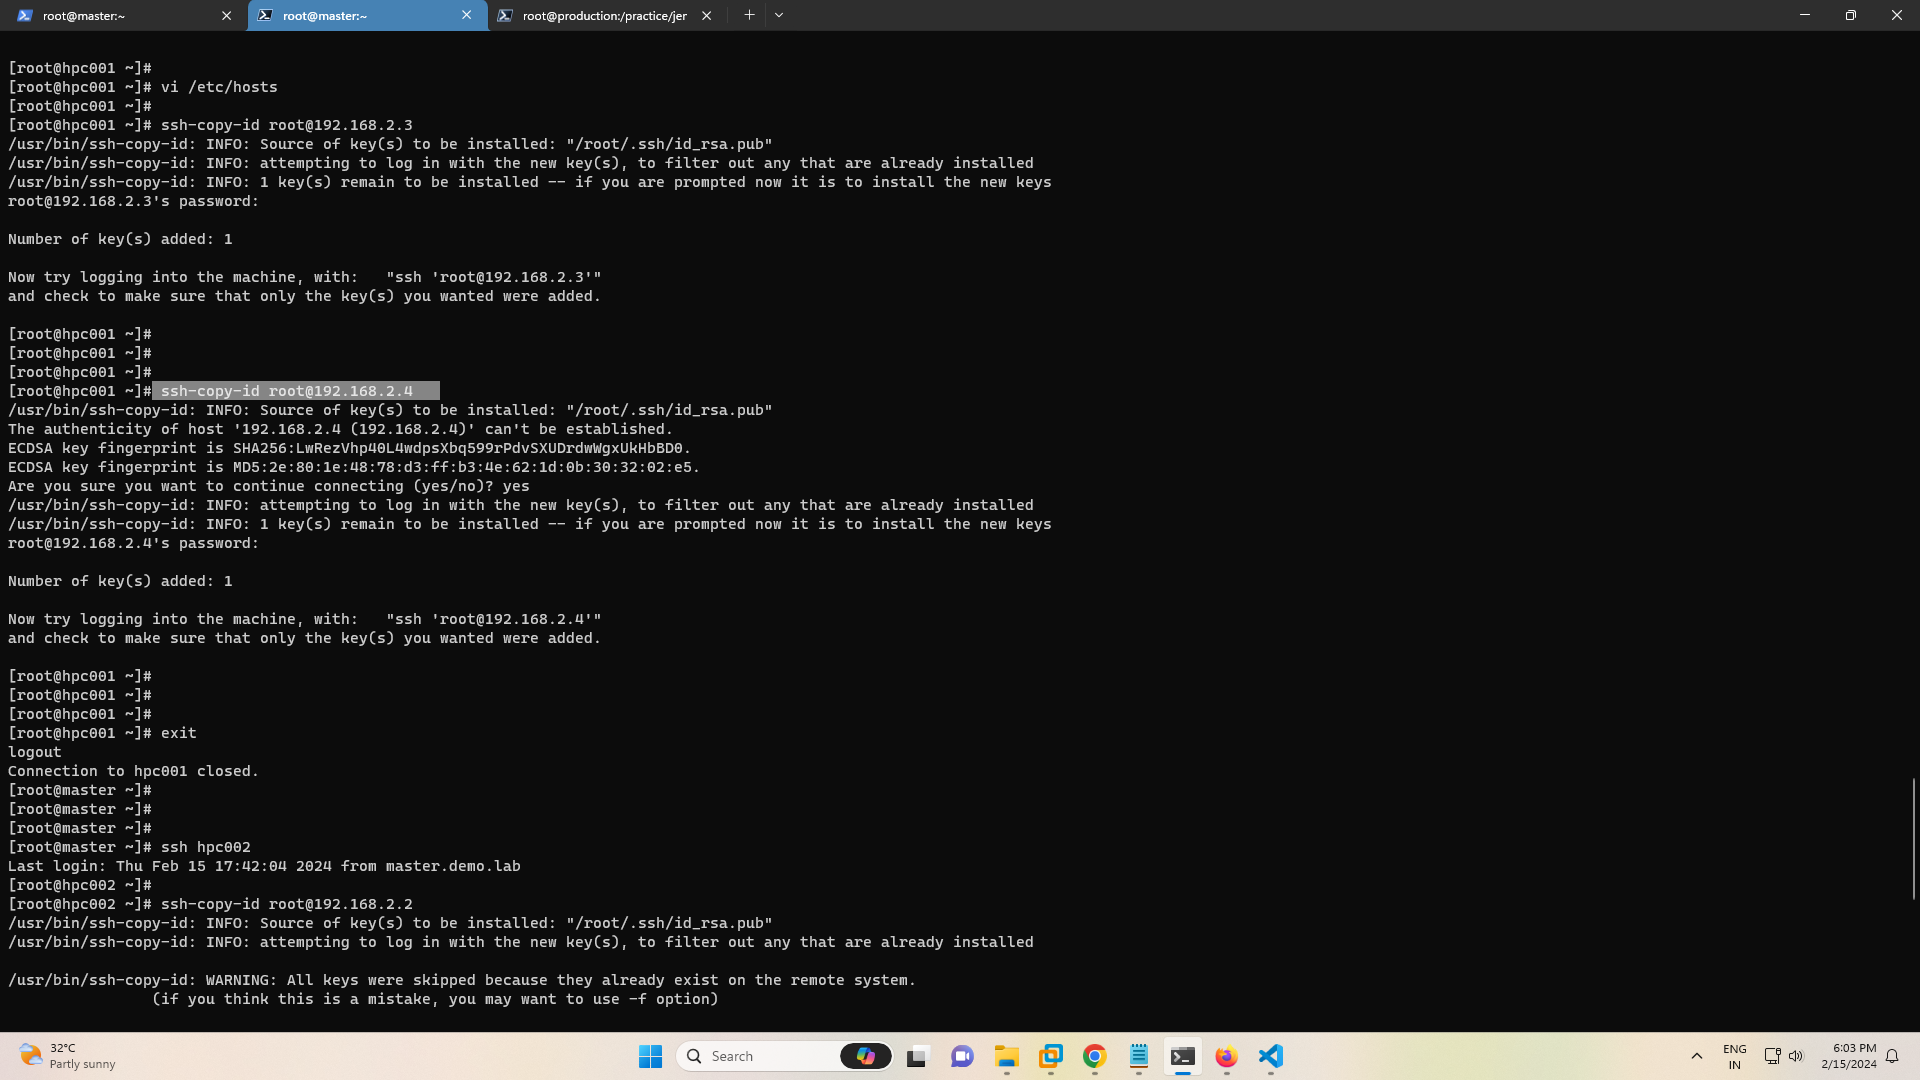 root@master:~
root@master:~
root@production:/practice/jer
[root@hpc001 ~]#
[root@hpc001 ~]# vi /etc/hosts
[root@hpc001 ~]#
[root@hpc001 ~]# ssh-copy-id root@192.168.2.3
/usr/bin/ssh-copy-id: INFO: Source of key(s) to be installed: "/root/.ssh/id_rsa.pub"
/usr/bin/ssh-copy-id: INFO: attempting to log in with the new key(s), to filter out any that are already installed
/usr/bin/ssh-copy-id: INFO: 1 key(s) remain to be installed -- if you are prompted now it is to install the new keys
root@192.168.2.3's password:
Number of key(s) added: 1
Now try logging into the machine, with:   "ssh 'root@192.168.2.3'"
and check to make sure that only the key(s) you wanted were added.
[root@hpc001 ~]#
[root@hpc001 ~]#
[root@hpc001 ~]#
[root@hpc001 ~]# ssh-copy-id root@192.168.2.4
/usr/bin/ssh-copy-id: INFO: Source of key(s) to be installed: "/root/.ssh/id_rsa.pub"
The authenticity of host '192.168.2.4 (192.168.2.4)' can't be established.
ECDSA key fingerprint is SHA256:LwRezVhp40L4wdpsXbq599rPdvSXUDrdwWgxUkHbBD0.
ECDSA key fingerprint is MD5:2e:80:1e:48:78:d3:ff:b3:4e:62:1d:0b:30:32:02:e5.
Are you sure you want to continue connecting (yes/no)? yes
/usr/bin/ssh-copy-id: INFO: attempting to log in with the new key(s), to filter out any that are already installed
/usr/bin/ssh-copy-id: INFO: 1 key(s) remain to be installed -- if you are prompted now it is to install the new keys
root@192.168.2.4's password:
Number of key(s) added: 1
Now try logging into the machine, with:   "ssh 'root@192.168.2.4'"
and check to make sure that only the key(s) you wanted were added.
[root@hpc001 ~]#
[root@hpc001 ~]#
[root@hpc001 ~]#
[root@hpc001 ~]# exit
logout
Connection to hpc001 closed.
[root@master ~]#
[root@master ~]#
[root@master ~]#
[root@master ~]# ssh hpc002
Last login: Thu Feb 15 17:42:04 2024 from master.demo.lab
[root@hpc002 ~]#
[root@hpc002 ~]# ssh-copy-id root@192.168.2.2
/usr/bin/ssh-copy-id: INFO: Source of key(s) to be installed: "/root/.ssh/id_rsa.pub"
/usr/bin/ssh-copy-id: INFO: attempting to log in with the new key(s), to filter out any that are already installed
/usr/bin/ssh-copy-id: WARNING: All keys were skipped because they already exist on the remote system.
(if you think this is a mistake, you may want to use -f option)
32°C
Partly sunny
Search
ENG
IN
6:03 PM
2/15/2024